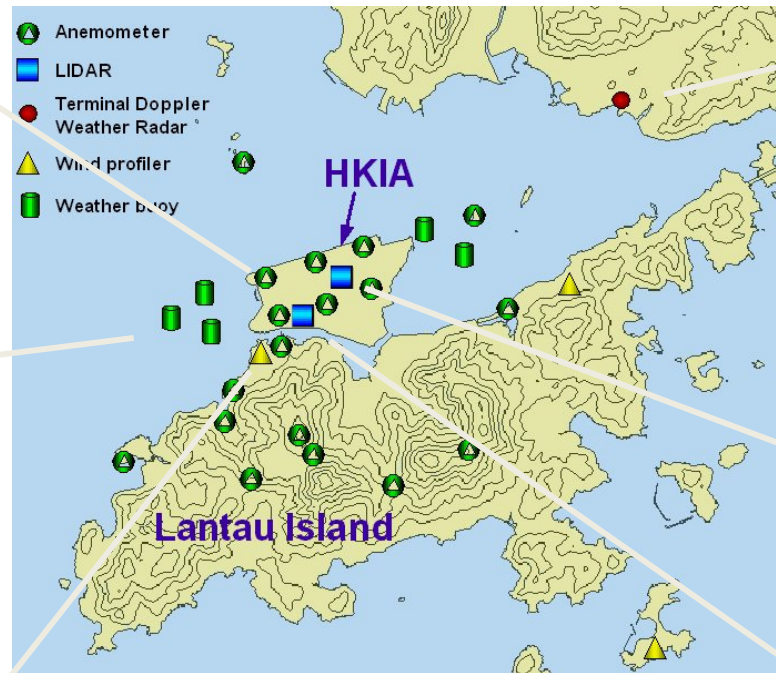 Anemometer
LIDAR
Terminal Doppler
Weather Radar
Wind profiler
Weather buoy
HKIA
Lantau Island